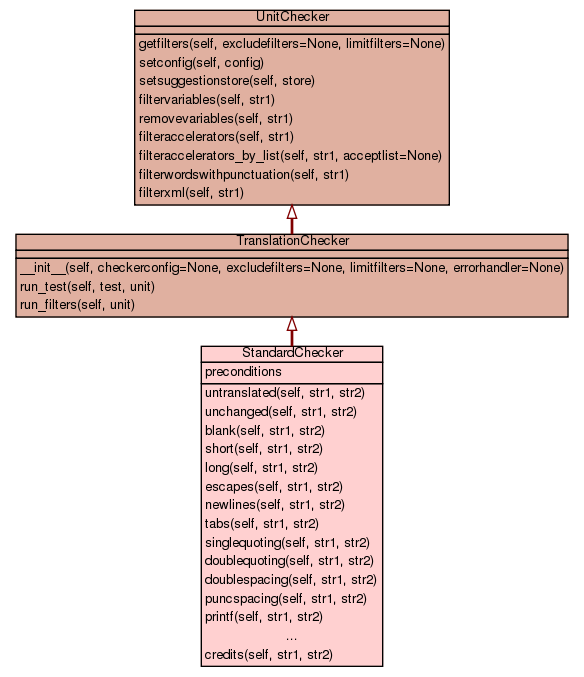 UnitChecker
getfilters(self, excludefilters=None, limitfilters=None)
setconfig(self, config)
setsuggestionstore(self, store)
filtervariables(self, str1)
removevariables(self, str1)
filteraccelerators(self, str1)
filteraccelerators_by_list(self, str1, acceptlist=None)
filterwordswithpunctuation(self, str1)
filterxml(self, str1)
TranslationChecker
__init__(self, checkerconfig=None, excludefilters=None, limitfilters=None, errorhandler=None)
run_test(self, test, unit)
run_filters(self, unit)
StandardChecker
preconditions
untranslated(self, str1, str2)
unchanged(self, str1, str2)
blank(self, str1, str2)
short(self, str1, str2)
long(self, str1, str2)
escapes(self, str1, str2)
newlines(self, str1, str2)
tabs(self, str1, str2)
singlequoting(self, str1, str2)
doublequoting(self, str1, str2)
doublespacing(self, str1, str2)
puncspacing(self, str1, str2)
printf(self, str1, str2)
...
credits(self, str1, str2)